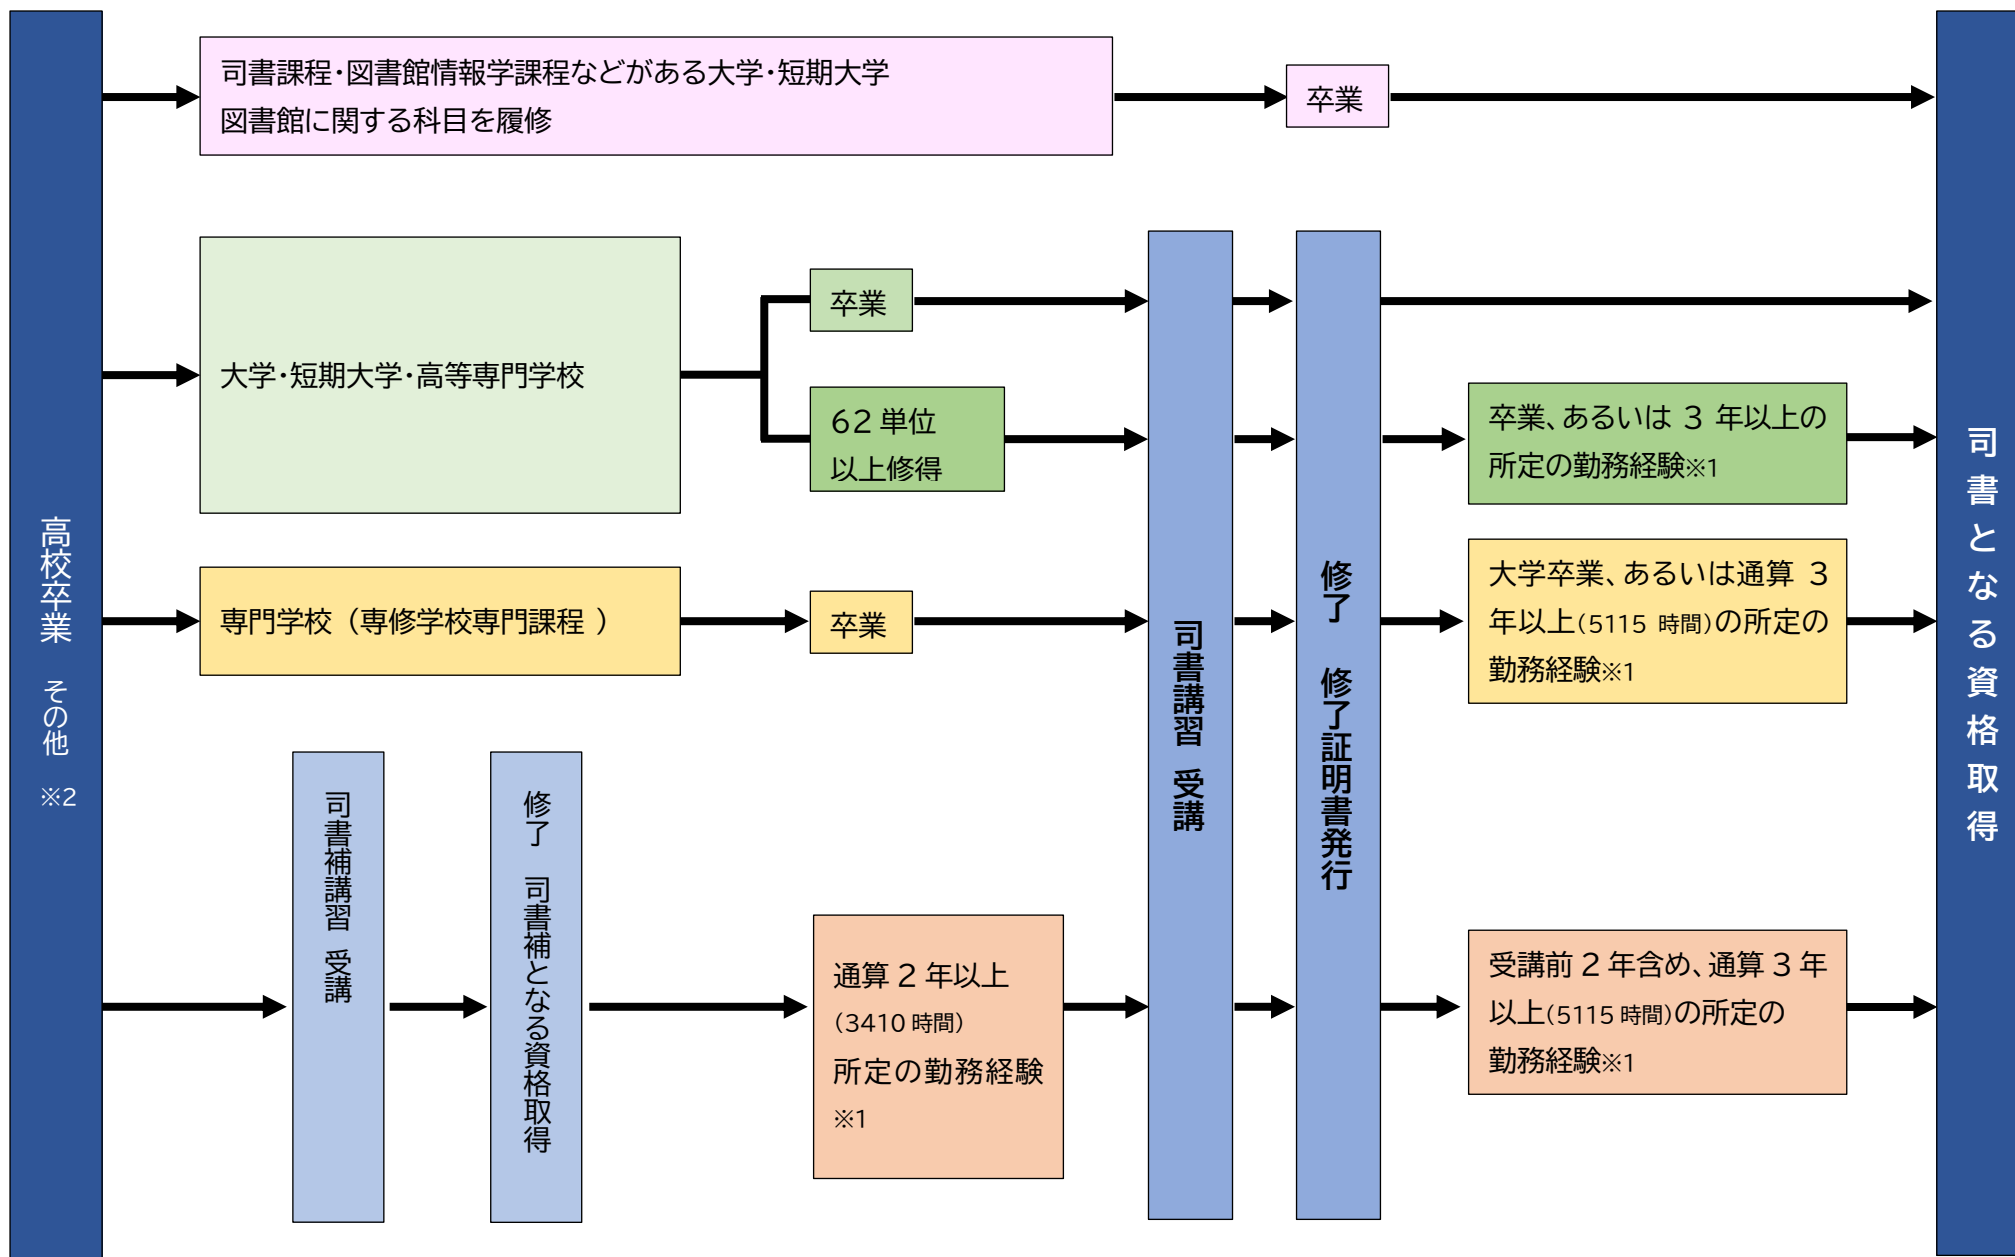 高校卒業 その他 ※2
司書課程・図書館情報学課程などがある大学・短期大学
図書館に関する科目を履修
卒業
大学・短期大学・高等専門学校
卒業
62単位
以上修得
専門学校（専修学校専門課程 ）
卒業
司書補講習 受講
修了 司書補となる資格取得
通算2年以上
（3410時間）
所定の勤務経験
※1
司書講習 受講
修了 修了証明書発行
卒業、あるいは 3 年以上の
所定の勤務経験※1
大学卒業、あるいは通算 3
年以上（5115 時間）の所定の
勤務経験※1
受講前2年含め、通算3年
以上（5115時間）の所定の
勤務経験※1
司書となる資格取得